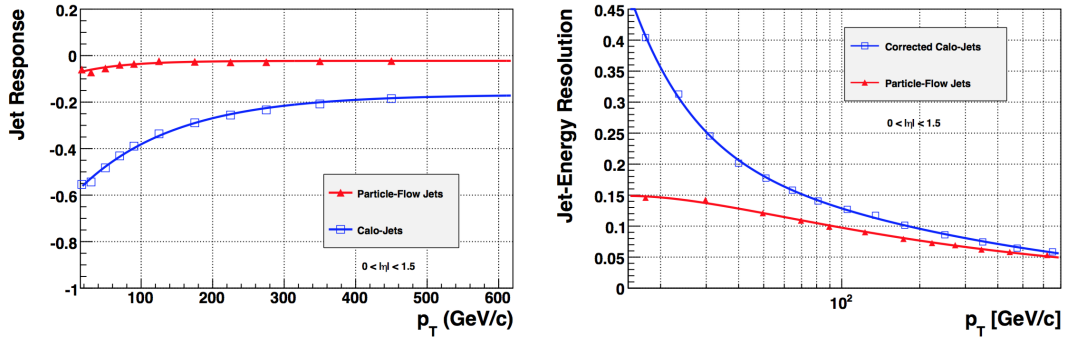 Jet Response
0.2
0
-0.2
-0.4
-0.6
-0.8
-1
Particle-Flow Jets
Calo-Jets
0 < |η| < 1.5
100 200 300 400 500 600
p_T (GeV/c)
Jet-Energy Resolution
0.45
0.4
0.35
0.3
0.25
0.2
0.15
0.1
0.05
0
Corrected Calo-Jets
Particle-Flow Jets
0 < |η| < 1.5
10²
p_T [GeV/c]